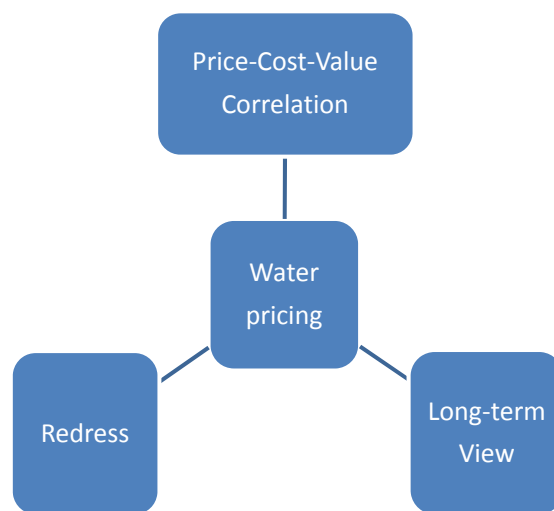 Price-Cost-Value
Correlation
Water
pricing
Redress
Long-term
View